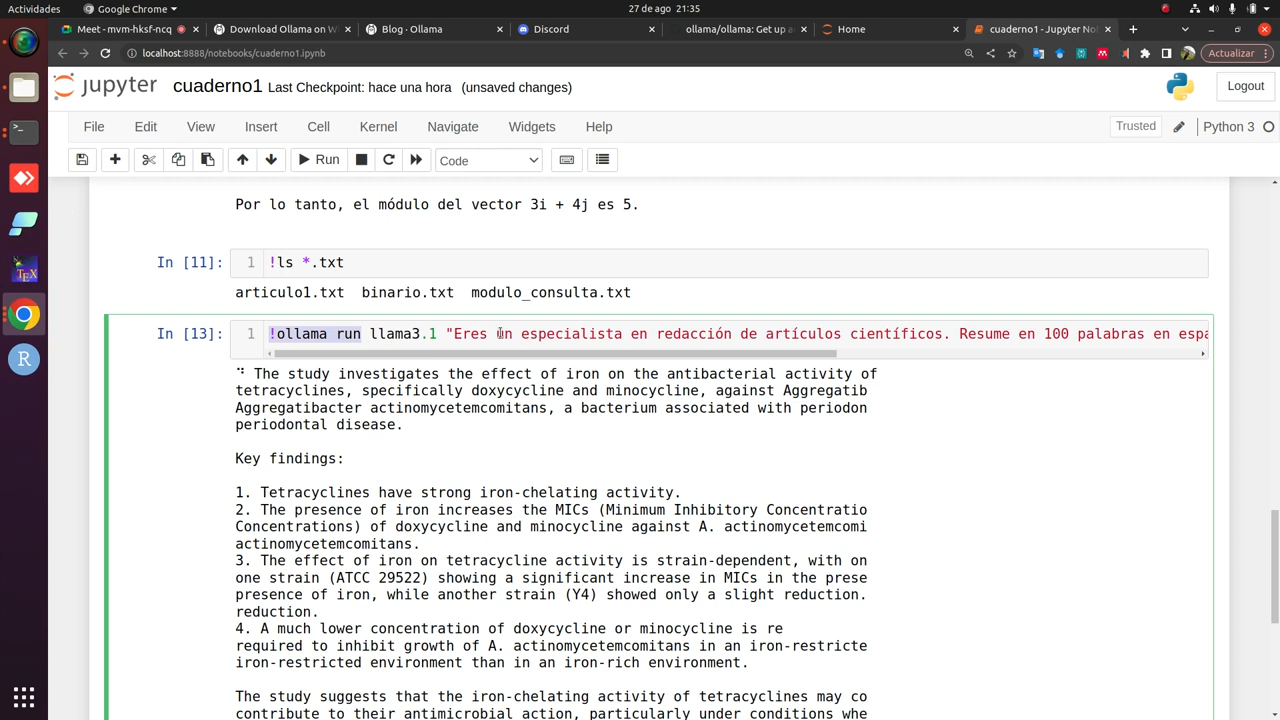 Actividades
Google Chrome
27 de ago 21:35
Meet - mvm-hksf-ncq
Download Ollama on W
Blog · Ollama
Discord
ollama/ollama: Get up a
Home
cuaderno1 - Jupyter No
localhost:8888/notebooks/cuaderno1.ipynb
Actualizar
jupyter
cuaderno1
Last Checkpoint: hace una hora (unsaved changes)
Logout
File Edit View Insert Cell Kernel Navigate Widgets Help
Trusted
Python 3
Run
Code
Por lo tanto, el módulo del vector 3i + 4j es 5.
In [11]: 1 !ls *.txt
articulo1.txt binario.txt modulo_consulta.txt
In [13]: 1 !ollama run llama3.1 "Eres un especialista en redacción de artículos científicos. Resume en 100 palabras en espa
The study investigates the effect of iron on the antibacterial activity of
tetracyclines, specifically doxycycline and minocycline, against Aggregatib
Aggregatibacter actinomycetemcomitans, a bacterium associated with periodon
periodontal disease.
Key findings:
1. Tetracyclines have strong iron-chelating activity.
2. The presence of iron increases the MICs (Minimum Inhibitory Concentratio
Concentrations) of doxycycline and minocycline against A. actinomycetemcomi
actinomycetemcomitans.
3. The effect of iron on tetracycline activity is strain-dependent, with on
one strain (ATCC 29522) showing a significant increase in MICs in the prese
presence of iron, while another strain (Y4) showed only a slight reduction.
reduction.
4. A much lower concentration of doxycycline or minocycline is re
required to inhibit growth of A. actinomycetemcomitans in an iron-restricte
iron-restricted environment than in an iron-rich environment.
The study suggests that the iron-chelating activity of tetracyclines may co
contribute to their antimicrobial action, particularly under conditions whe
TEX
R